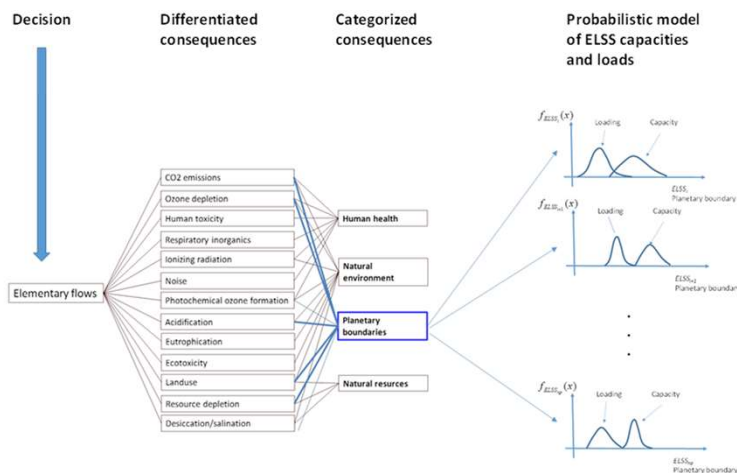 Decision
Differentiated
consequences
Categorized
consequences
Probabilistic model
of ELSS capacities
and loads
Elementary flows
CO2 emissions
Ozone depletion
Human toxicity
Respiratory inorganics
Ionizing radiation
Noise
Photochemical ozone formation
Acidification
Eutrophication
Ecotoxicity
Landuse
Resource depletion
Desiccation/salination
Human health
Natural
environment
Planetary
boundaries
Natural resurces
Loading
Capacity
Planetary boundary
Loading
Capacity
Planetary boundary
.
.
.
Loading
Capacity
Planetary boundary